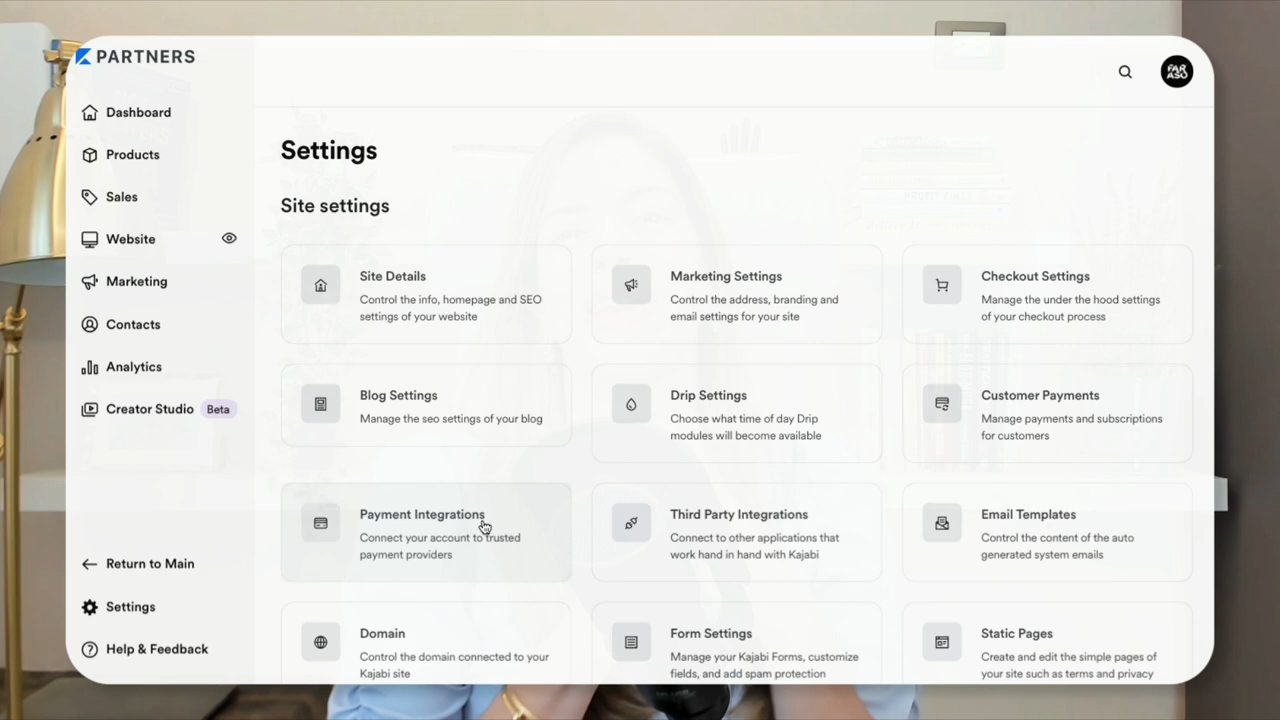 PARTNERS
FAR
ASO
Dashboard
Products
Sales
Website
Marketing
Contacts
Analytics
Creator Studio Beta
Return to Main
Settings
Help & Feedback
Settings
Site settings
Site Details
Control the info, homepage and SEO
settings of your website
Marketing Settings
Control the address, branding and
email settings for your site
Checkout Settings
Manage the under the hood settings
of your checkout process
Blog Settings
Manage the seo settings of your blog
Drip Settings
Choose what time of day Drip
modules will become available
Customer Payments
Manage payments and subscriptions
for customers
Payment Integrations
Connect your account to trusted
payment providers
Third Party Integrations
Connect to other applications that
work hand in hand with Kajabi
Email Templates
Control the content of the auto
generated system emails
Domain
Control the domain connected to your
Kajabi site
Form Settings
Manage your Kajabi Forms, customize
fields, and add spam protection
Static Pages
Create and edit the simple pages of
your site such as terms and privacy